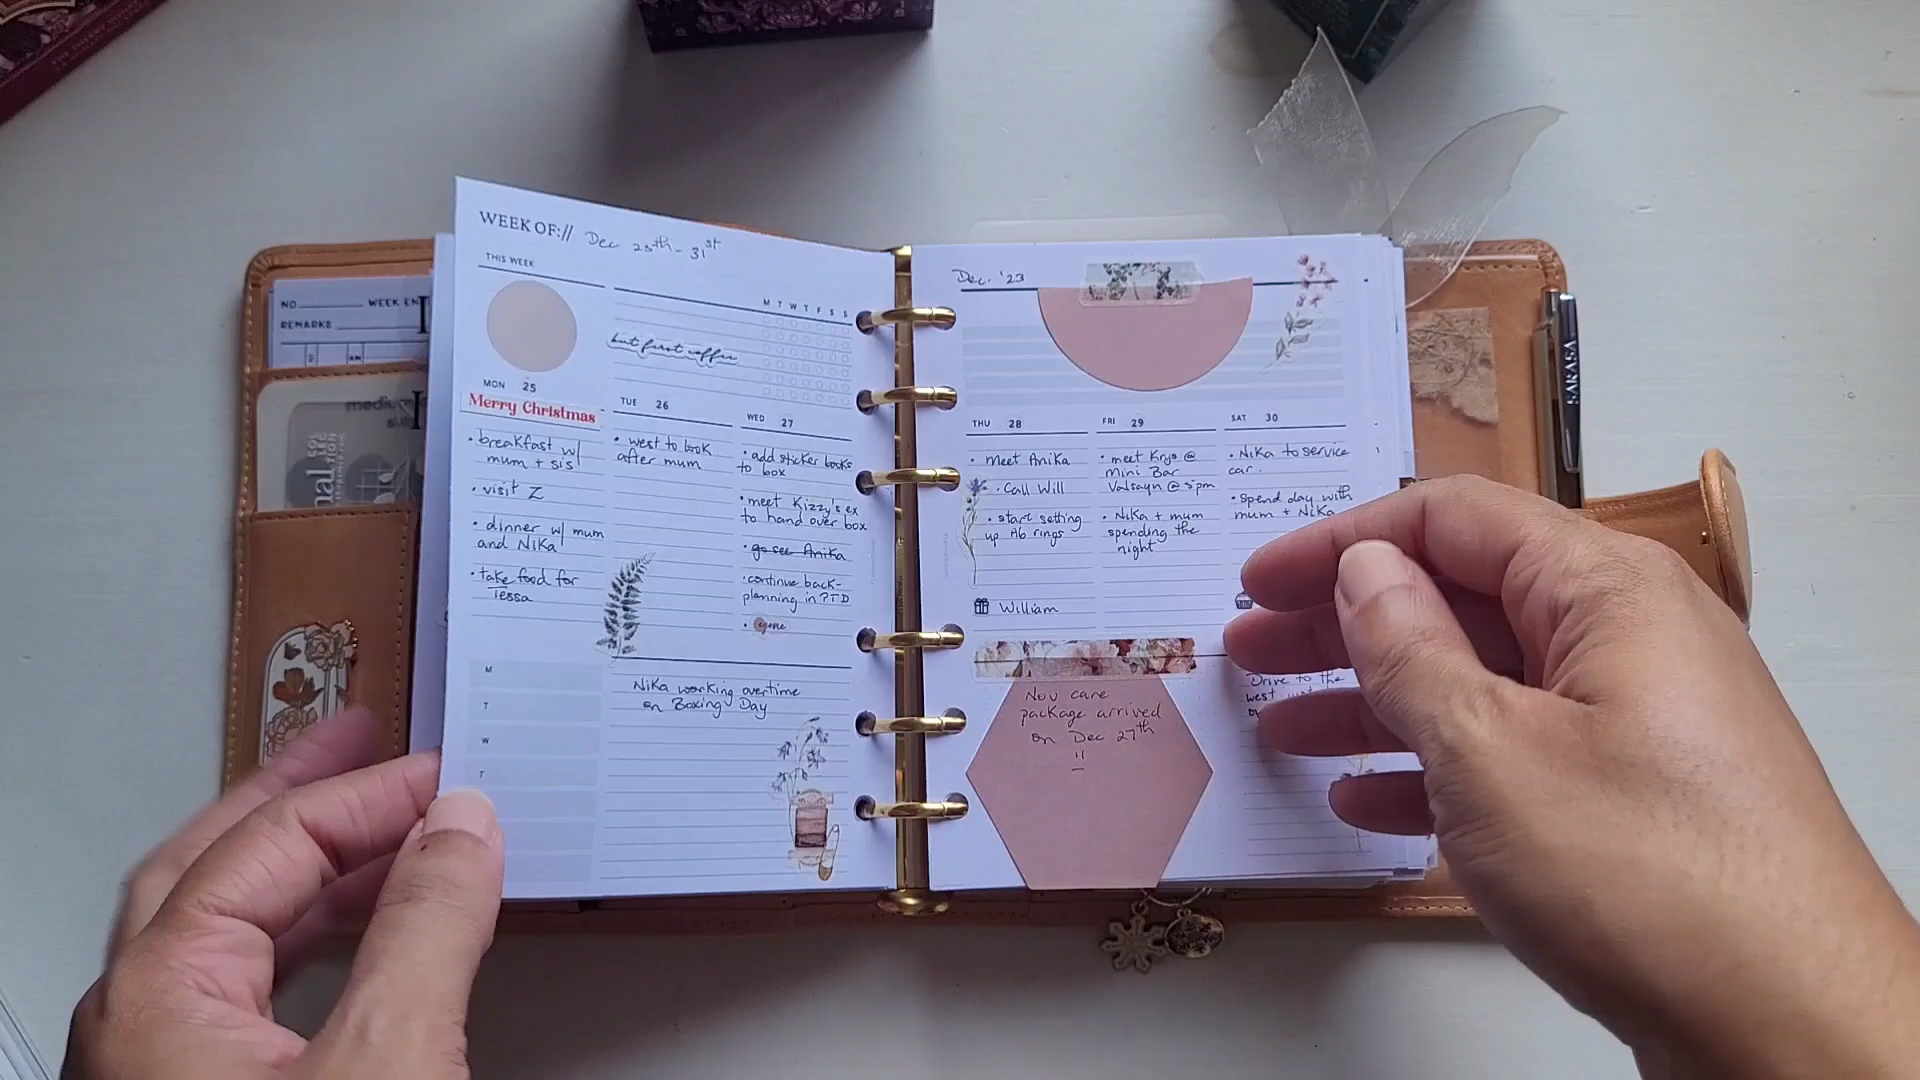 WEEK OF:// Dec 25th - 31st
THIS WEEK
M T W T F S S
but first coffee
MON 25
Merry Christmas
• breakfast w/
mum + sis
• visit Z
• dinner w/ mum
and Nika
• take food for
Tessa
TUE 26
• west to look
after mum
WED 27
• add sticker books
to box
• meet Kizzy's ex
to hand over box
• go see Anika
• continue back-
planning in PTD
M
T
W
T
Nika working overtime
on Boxing Day
Dec. '23
THU 28
• Meet Anika
• Call Will
• start setting
up A6 rings
William
FRI 29
• meet Krys @
Mini Bar
Valsayn @ 5pm
• Nika + mum
spending the
night
SAT 30
• Nika to service
car.
• Spend day with
mum + Nika
Nov care
package arrived
on Dec 27th
Drive to the
west
NO. WEEK EN
REMARKS
SARASA